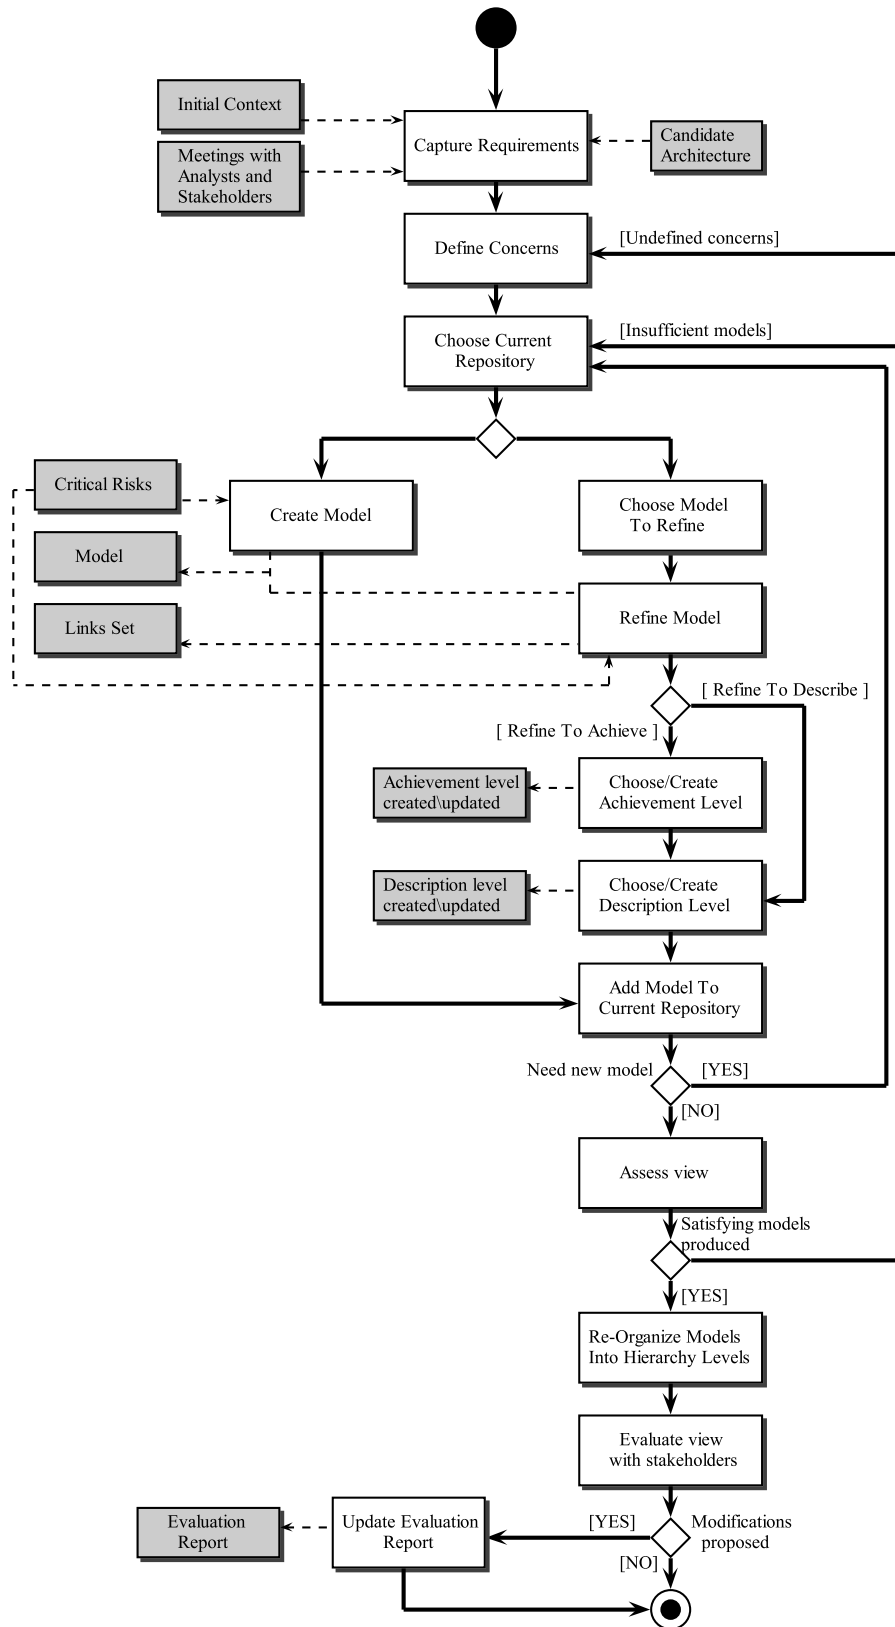 Initial Context
Meetings with
Analysts and
Stakeholders
Capture Requirements
Candidate
Architecture
Define Concerns
[Undefined concerns]
Choose Current
Repository
[Insufficient models]
Critical Risks
Create Model
Choose Model
To Refine
Model
Links Set
Refine Model
[ Refine To Describe ]
[ Refine To Achieve ]
Achievement level
created\updated
Choose/Create
Achievement Level
Description level
created\updated
Choose/Create
Description Level
Add Model To
Current Repository
Need new model
[YES]
[NO]
Assess view
Satisfying models
produced
[YES]
Re-Organize Models
Into Hierarchy Levels
Evaluate view
with stakeholders
Evaluation
Report
Update Evaluation
Report
[YES]
Modifications
proposed
[NO]